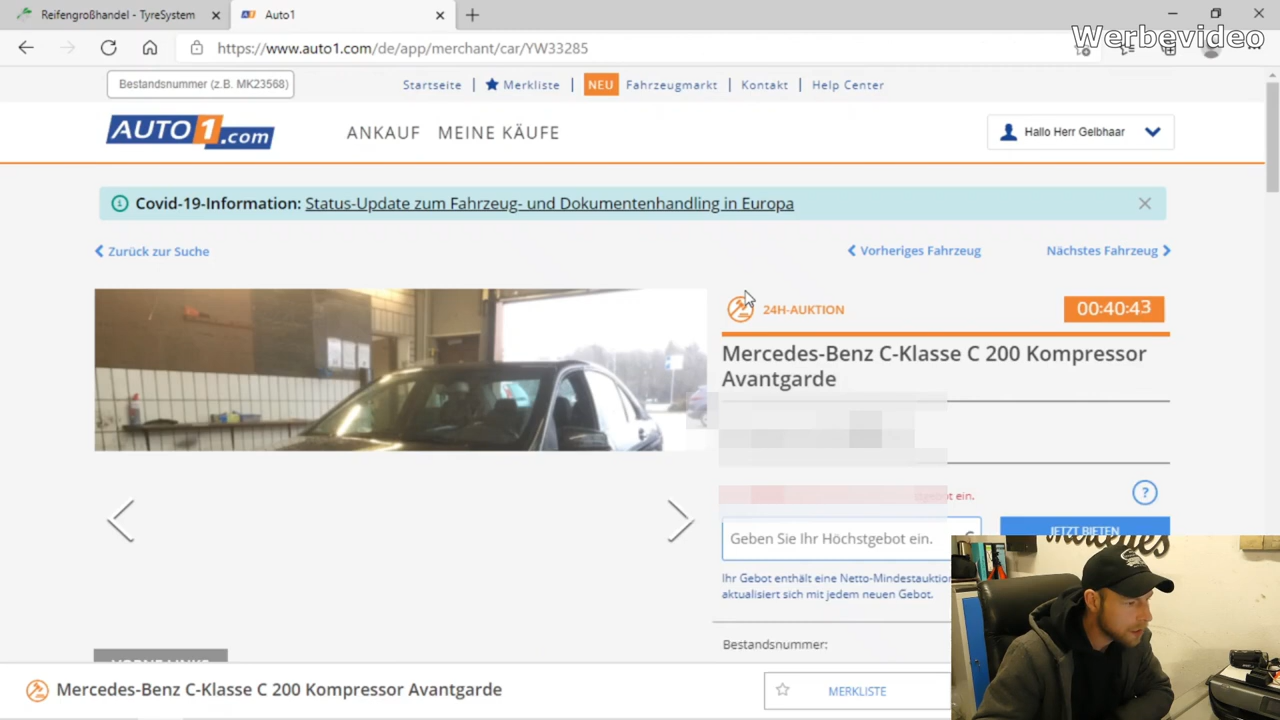 Reifengroßhandel - TyreSystem
Auto1
https://www.auto1.com/de/app/merchant/car/YW33285
Werbevideo
Bestandsnummer (z.B. MK23568)
Startseite | Merkliste | NEU Fahrzeugmarkt | Kontakt | Help Center
AUTO1.com
ANKAUF MEINE KÄUFE
Hallo Herr Gelbhaar
Covid-19-Information: Status-Update zum Fahrzeug- und Dokumentenhandling in Europa
Zurück zur Suche
Vorheriges Fahrzeug
Nächstes Fahrzeug
24H-AUKTION
00:40:43
Mercedes-Benz C-Klasse C 200 Kompressor
Avantgarde
ein.
?
Geben Sie Ihr Höchstgebot ein. €
JETZT BIETEN
Ihr Gebot enthält eine Netto-Mindestauktion
aktualisiert sich mit jedem neuen Gebot.
Bestandsnummer:
VORNE LINKS
Mercedes-Benz C-Klasse C 200 Kompressor Avantgarde
MERKLISTE